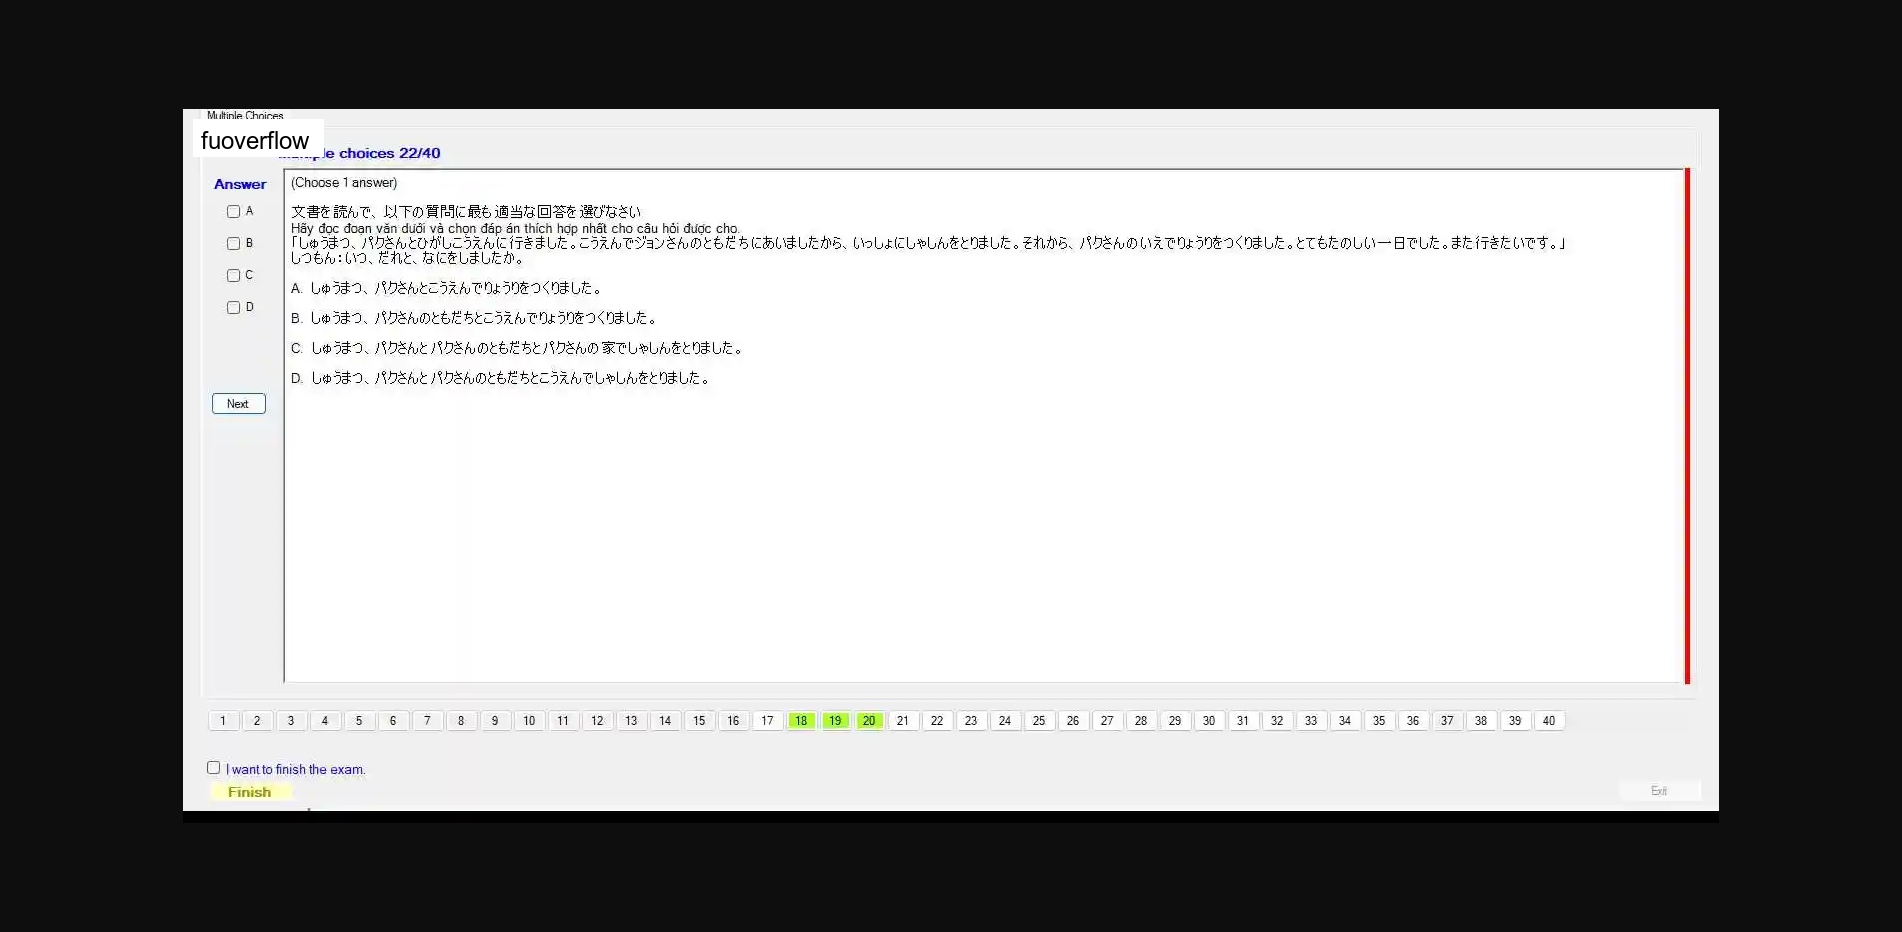 Multiple Choices
fuoverflow
choices 22/40
Answer
(Choose 1 answer)
A
B
C
D
文書を読んで、以下の質問に最も適当な回答を選びなさい
Hãy đọc đoạn văn dưới và chọn đáp án thích hợp nhất cho câu hỏi được cho.
「しゅうまつ、パクさんとひがしこうえんに行きました。こうえんでジョンさんのともだちにあいましたから、いっしょにしゃしんをとりました。それから、パクさんのいえでりょうりをつくりました。とてもたのしい一日でした。また行きたいです。」
しつもん：いつ、だれと、なにをしましたか。
A. しゅうまつ、パクさんとこうえんでりょうりをつくりました。
B. しゅうまつ、パクさんのともだちとこうえんでりょうりをつくりました。
C. しゅうまつ、パクさんとパクさんのともだちとパクさんの家でしゃしんをとりました。
D. しゅうまつ、パクさんとパクさんのともだちとこうえんでしゃしんをとりました。
Next
1 2 3 4 5 6 7 8 9 10 11 12 13 14 15 16 17 18 19 20 21 22 23 24 25 26 27 28 29 30 31 32 33 34 35 36 37 38 39 40
I want to finish the exam.
Finish
Exit